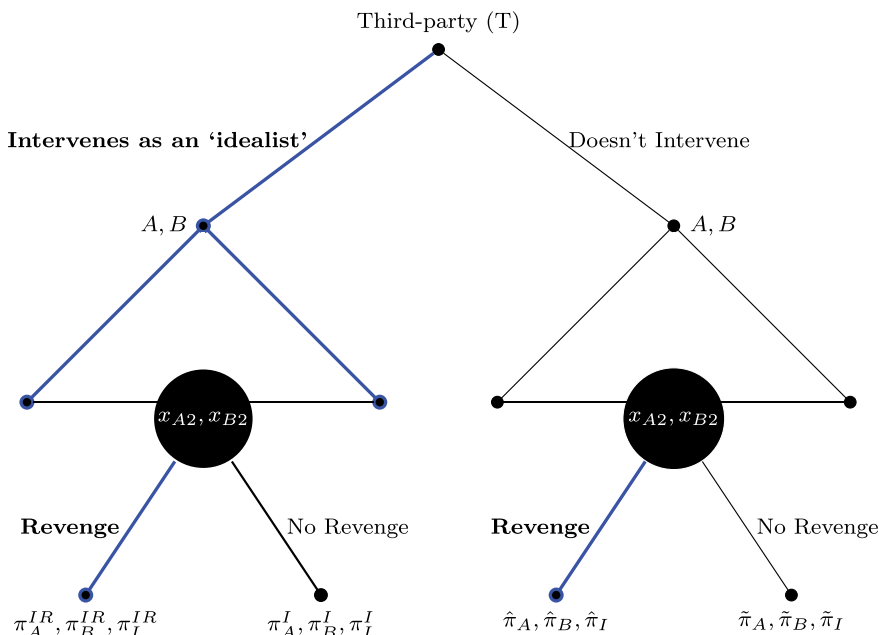 Third-party (T)
Intervenes as an ‘idealist’ Doesn't Intervene
A, B A, B
x_{A2}, x_{B2} x_{A2}, x_{B2}
Revenge No Revenge Revenge No Revenge
π_A^{IR}, π_B^{IR}, π_I^{IR} π_A^I, π_B^I, π_I^I π̂_A, π̂_B, π̂_I π̃_A, π̃_B, π̃_I